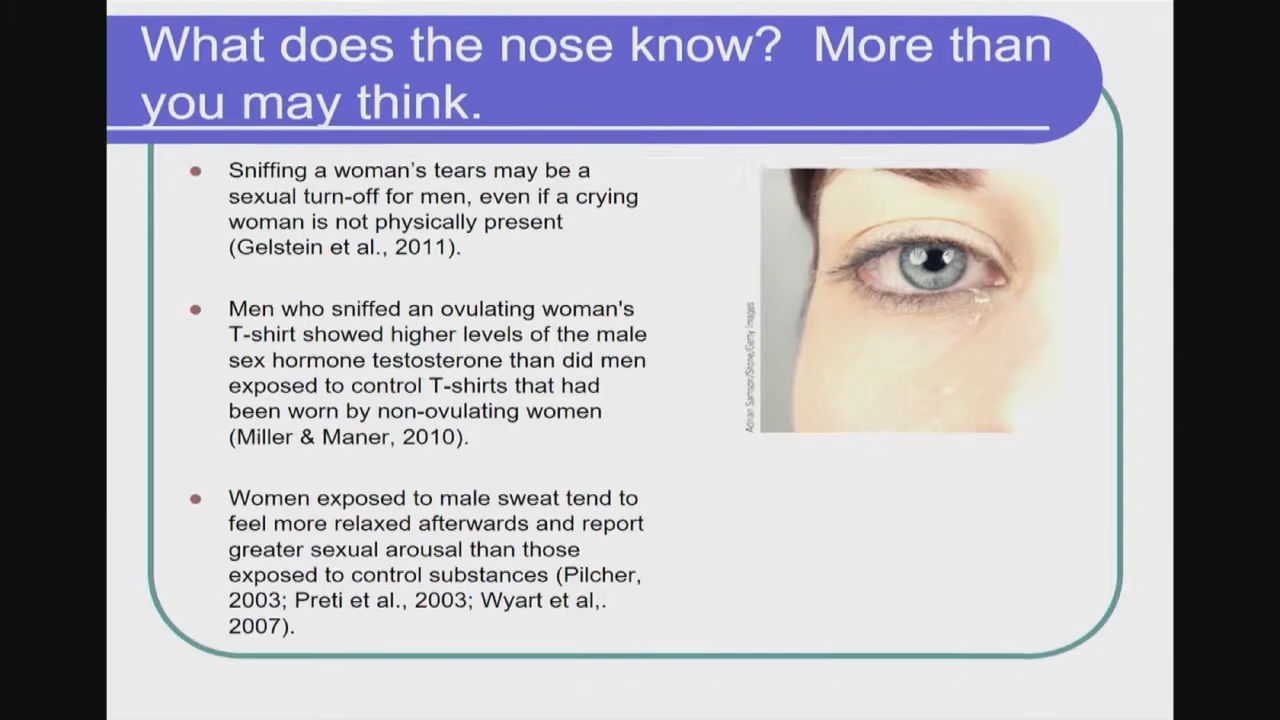 What does the nose know?  More than
you may think.
Sniffing a woman’s tears may be a
sexual turn-off for men, even if a crying
woman is not physically present
(Gelstein et al., 2011).
Men who sniffed an ovulating woman's
T-shirt showed higher levels of the male
sex hormone testosterone than did men
exposed to control T-shirts that had
been worn by non-ovulating women
(Miller & Maner, 2010).
Women exposed to male sweat tend to
feel more relaxed afterwards and report
greater sexual arousal than those
exposed to control substances (Pilcher,
2003; Preti et al., 2003; Wyart et al,.
2007).
Adrian Samson/Stone/Getty Images